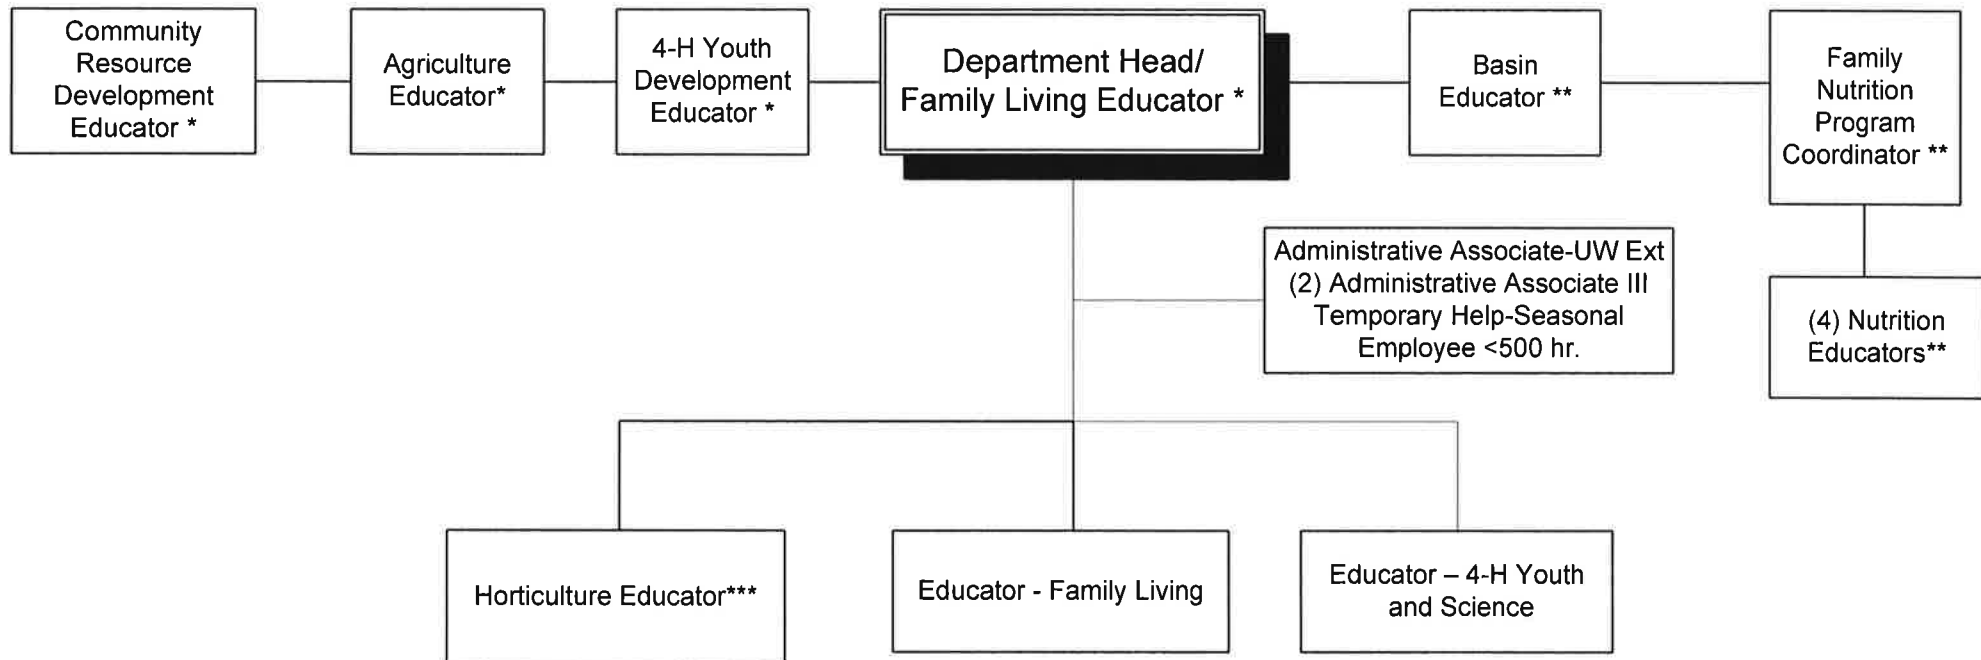 Community
Resource
Development
Educator *
Agriculture
Educator*
4-H Youth
Development
Educator *
Department Head/
Family Living Educator *
Basin
Educator **
Family
Nutrition
Program
Coordinator **
Administrative Associate-UW Ext
(2) Administrative Associate III
Temporary Help-Seasonal
Employee <500 hr.
(4) Nutrition
Educators**
Horticulture Educator***
Educator - Family Living
Educator – 4-H Youth
and Science